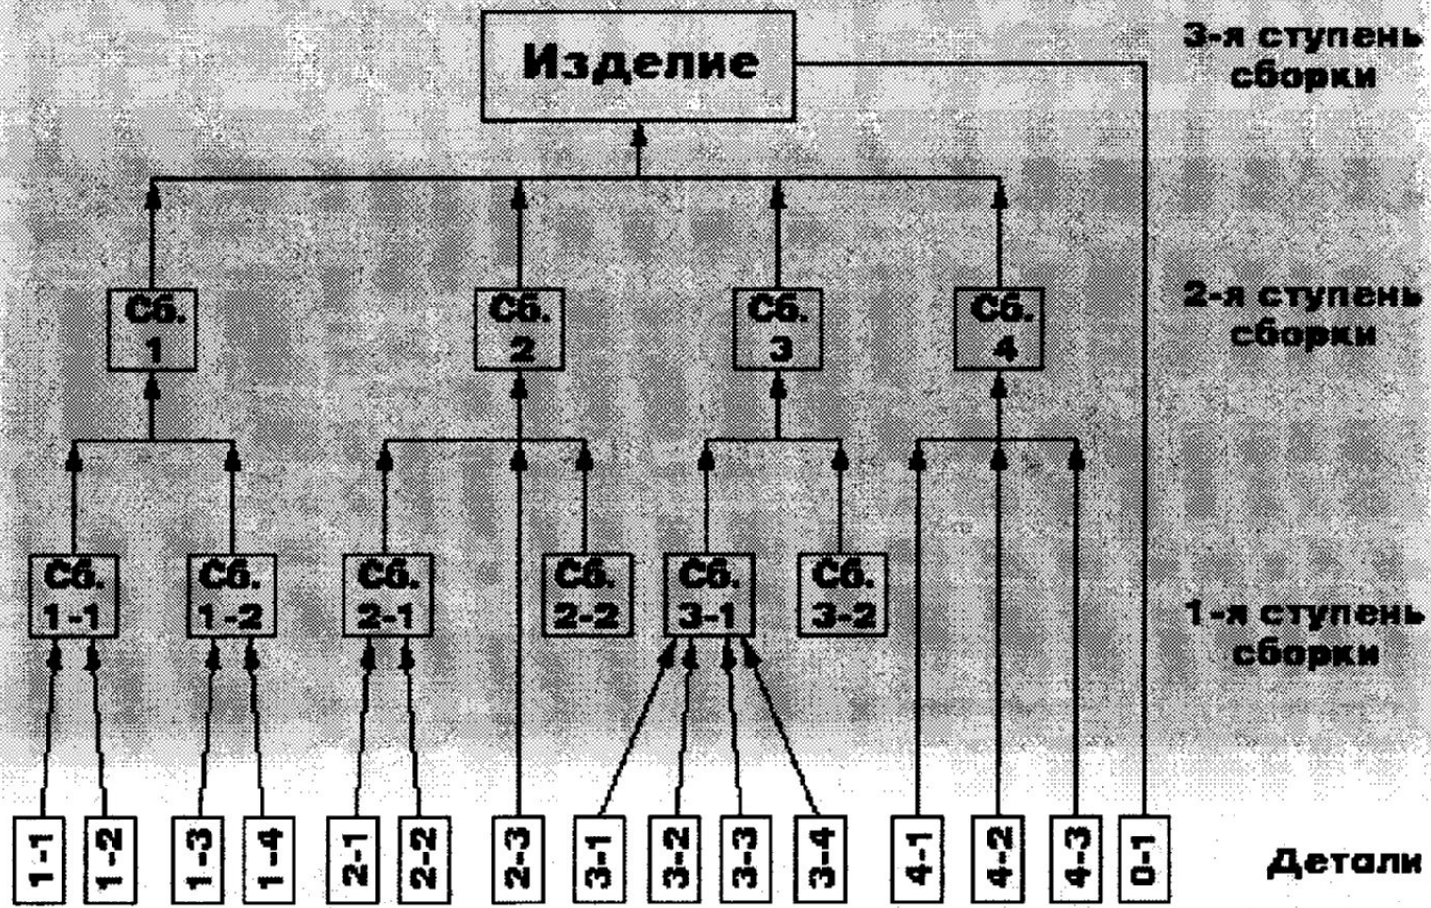 Изделие
3-я ступень
сборки
Сб.
1
Сб.
2
Сб.
3
Сб.
4
2-я ступень
сборки
Сб.
1-1
Сб.
1-2
Сб.
2-1
Сб.
2-2
Сб.
3-1
Сб.
3-2
1-я ступень
сборки
1-1
1-2
1-3
1-4
2-1
2-2
2-3
3-1
3-2
3-3
3-4
4-1
4-2
4-3
0-1
Детали